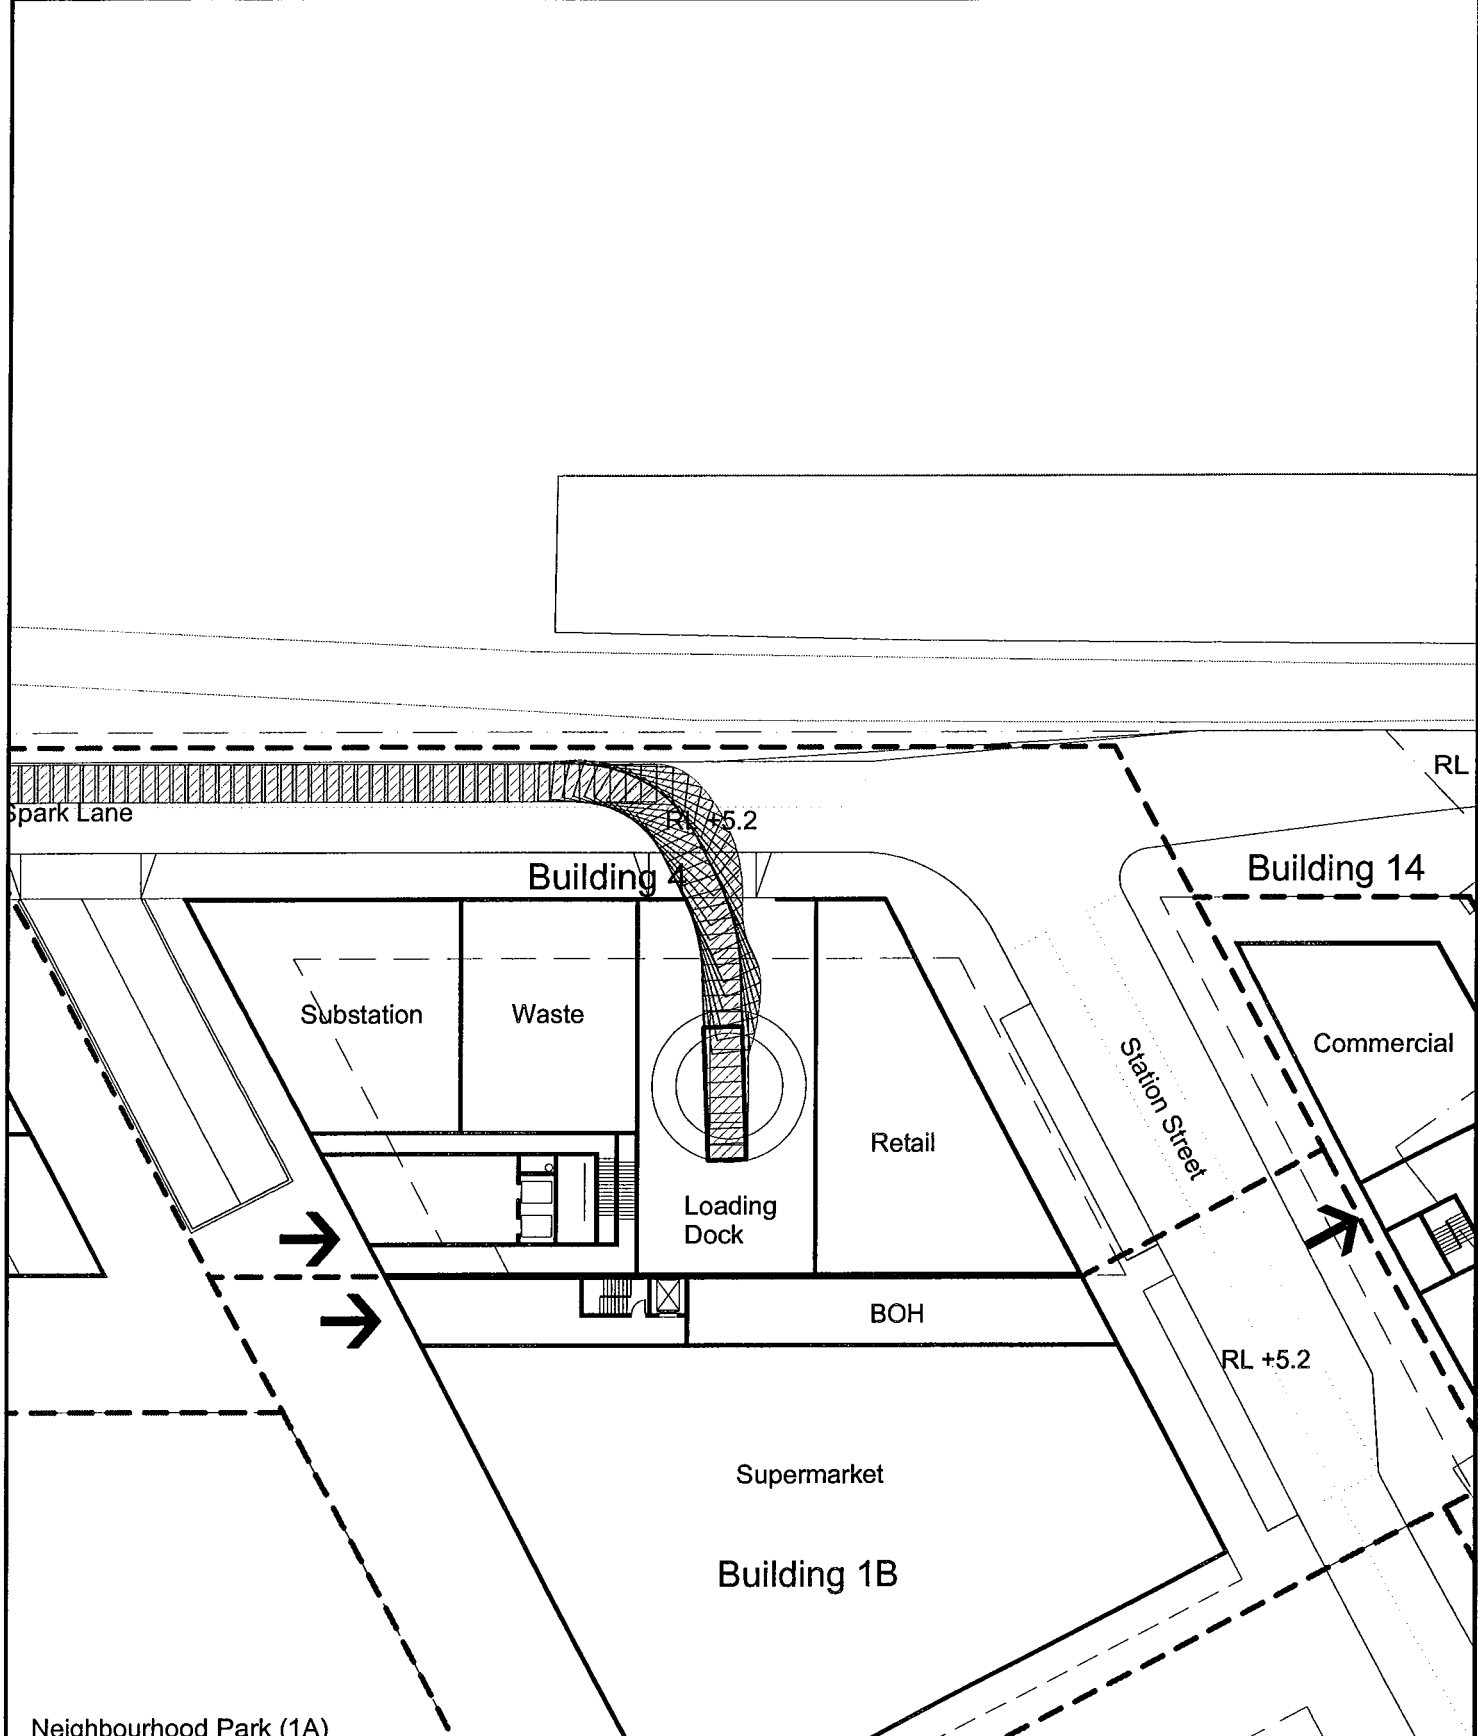 RL
Spark Lane
RL +5.2
Building 4
Building 14
Substation
Waste
Commercial
Station Street
Retail
Loading
Dock
BOH
RL +5.2
Supermarket
Building 1B
Neighbourhood Park (1A)